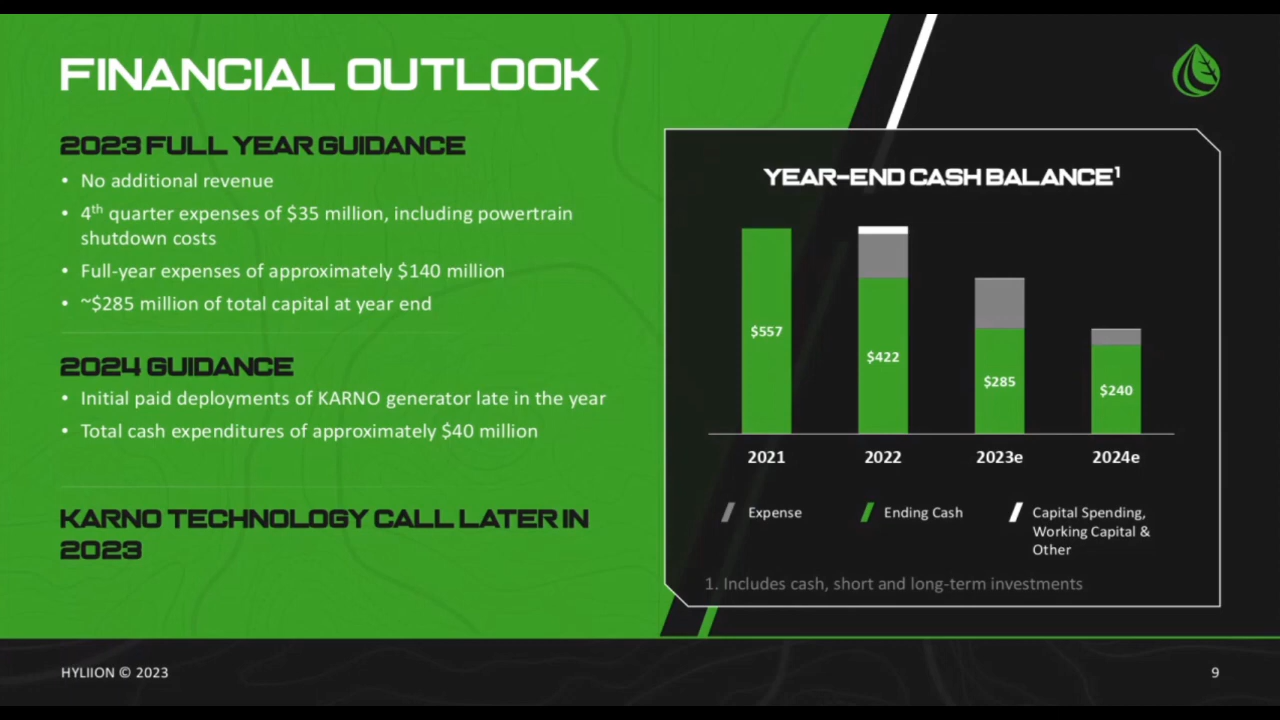 FINANCIAL OUTLOOK
2023 FULL YEAR GUIDANCE
• No additional revenue
• 4th quarter expenses of $35 million, including powertrain
shutdown costs
• Full-year expenses of approximately $140 million
• ~$285 million of total capital at year end
2024 GUIDANCE
• Initial paid deployments of KARNO generator late in the year
• Total cash expenditures of approximately $40 million
KARNO TECHNOLOGY CALL LATER IN
2023
YEAR-END CASH BALANCE¹
$557
$422
$285
$240
2021 2022 2023e 2024e
Expense
Ending Cash
Capital Spending,
Working Capital &
Other
1. Includes cash, short and long-term investments
HYLIION © 2023
9